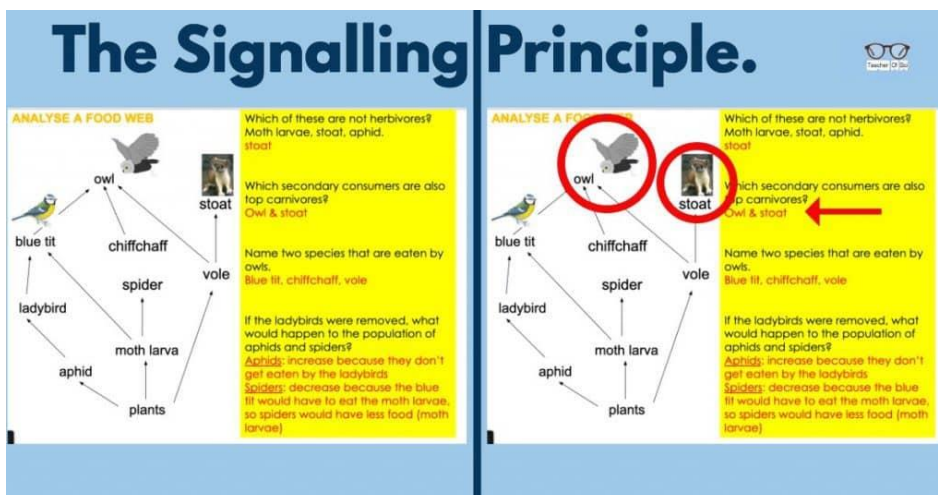 The Signalling Principle.
Teacher Of Sci
ANALYSE A FOOD WEB
owl
stoat
blue tit
chiffchaff
vole
spider
ladybird
moth larva
aphid
plants
Which of these are not herbivores?
Moth larvae, stoat, aphid.
stoat
Which secondary consumers are also
top carnivores?
Owl & stoat
Name two species that are eaten by
owls.
Blue tit, chiffchaff, vole
If the ladybirds were removed, what
would happen to the population of
aphids and spiders?
Aphids: increase because they don't
get eaten by the ladybirds
Spiders: decrease because the blue
tit would have to eat the moth larvae,
so spiders would have less food (moth
larvae)
ANALYSE A FOOD WEB
owl
stoat
blue tit
chiffchaff
vole
spider
ladybird
moth larva
aphid
plants
Which of these are not herbivores?
Moth larvae, stoat, aphid.
stoat
Which secondary consumers are also
top carnivores?
Owl & stoat
Name two species that are eaten by
owls.
Blue tit, chiffchaff, vole
If the ladybirds were removed, what
would happen to the population of
aphids and spiders?
Aphids: increase because they don't
get eaten by the ladybirds
Spiders: decrease because the blue
tit would have to eat the moth larvae,
so spiders would have less food (moth
larvae)